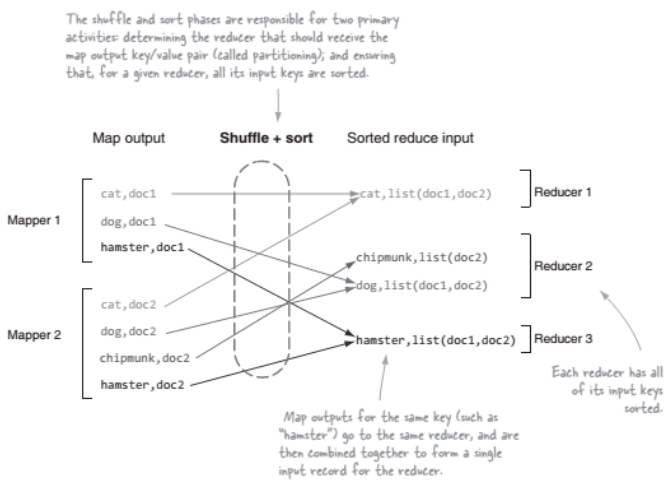 The shuffle and sort phases are responsible for two primary
activities: determining the reducer that should receive the
map output key/value pair (called partitioning); and ensuring
that, for a given reducer, all its input keys are sorted.
Map output
Shuffle + sort
Sorted reduce input
Mapper 1
cat,doc1
dog,doc1
hamster,doc1
Mapper 2
cat,doc2
dog,doc2
chipmunk,doc2
hamster,doc2
cat,list(doc1,doc2)
Reducer 1
chipmunk,list(doc2)
dog,list(doc1,doc2)
Reducer 2
hamster,list(doc1,doc2)
Reducer 3
Each reducer has all
of its input keys
sorted.
Map outputs for the same key (such as
"hamster") go to the same reducer, and are
then combined together to form a single
input record for the reducer.